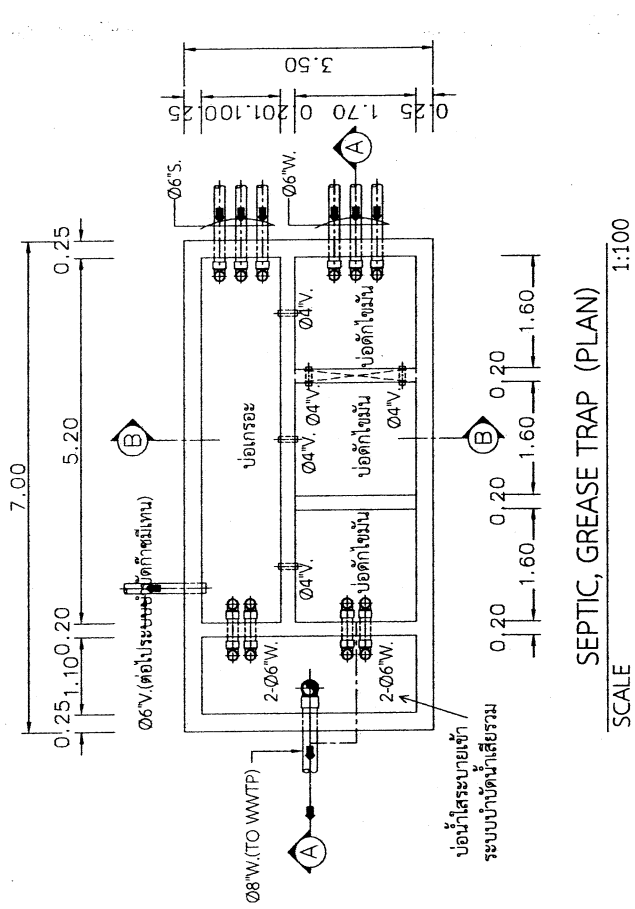 7.00
0.25
1.10
0.20
5.20
0.25
Ø6"V.(ต่อไประบบบำบัดก๊าซมีเทน)
B
Ø6"S.
0.25
1.10
0.20
1.70
0.25
3.50
Ø8"W.(TO WWTP)
2-Ø6"W.
บ่อเกรอะ
Ø4"V.
Ø4"V.
Ø4"V.
Ø6"W.
A
A
2-Ø6"W.
บ่อดักไขมัน
บ่อดักไขมัน
บ่อดักไขมัน
Ø4"V.
Ø4"V.
บ่อน้ำใสระบายเข้า
ระบบบำบัดน้ำเสียรวม
B
0.20
1.60
0.20
1.60
0.20
1.60
SEPTIC, GREASE TRAP (PLAN)
SCALE 1:100